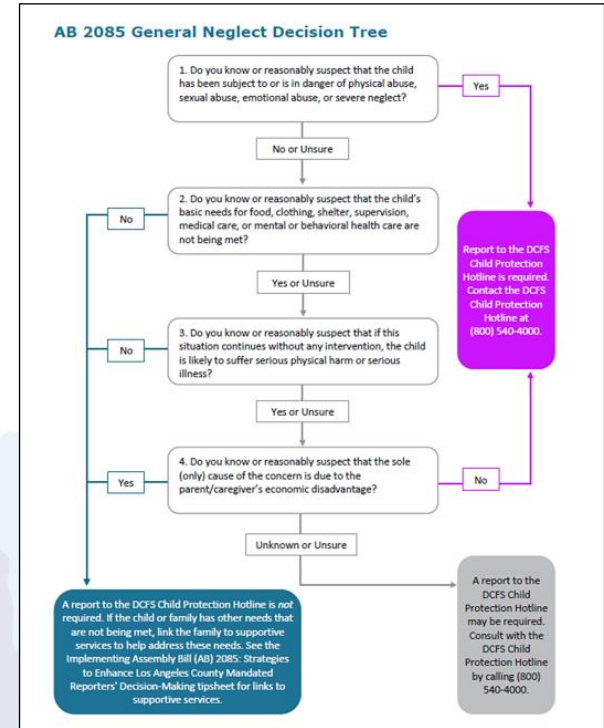 AB 2085 General Neglect Decision Tree
1. Do you know or reasonably suspect that the child
has been subject to or is in danger of physical abuse,
sexual abuse, emotional abuse, or severe neglect?
Yes
No or Unsure
2. Do you know or reasonably suspect that the child's
basic needs for food, clothing, shelter, supervision,
medical care, or mental or behavioral health care are
not being met?
No
Report to the DCFS
Child Protection
Hotline is required.
Contact the DCFS
Child Protection
Hotline at
(800) 540-4000.
Yes or Unsure
3. Do you know or reasonably suspect that if this
situation continues without any intervention, the child
is likely to suffer serious physical harm or serious
illness?
No
Yes or Unsure
4. Do you know or reasonably suspect that the sole
(only) cause of the concern is due to the
parent/caregiver's economic disadvantage?
Yes
No
Unknown or Unsure
A report to the DCFS Child Protection Hotline is not
required. If the child or family has other needs that
are not being met, link the family to supportive
services to help address these needs. See the
Implementing Assembly Bill (AB) 2085: Strategies
to Enhance Los Angeles County Mandated
Reporters' Decision-Making tipsheet for links to
supportive services.
A report to the
DCFS Child
Protection Hotline
may be required.
Consult with the
DCFS Child
Protection Hotline
by calling (800)
540-4000.